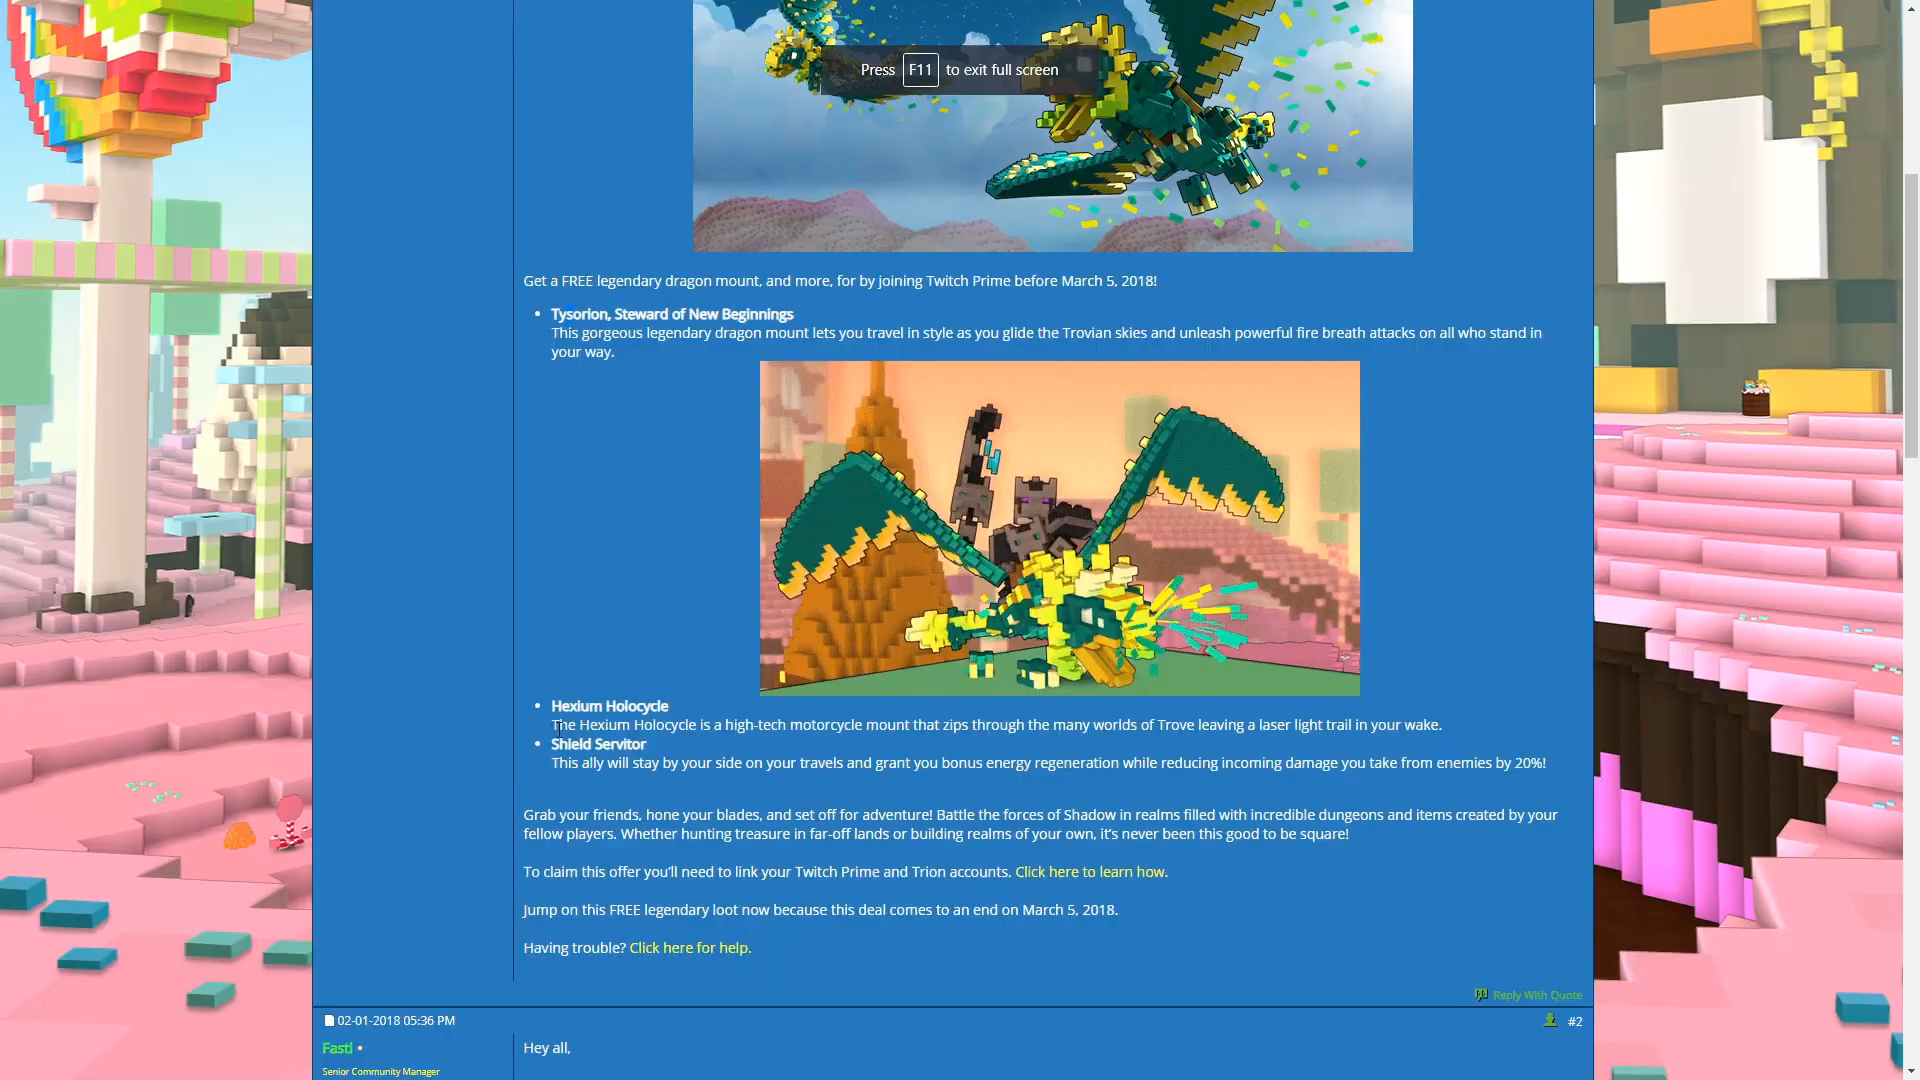 Press F11 to exit full screen
Get a FREE legendary dragon mount, and more, for by joining Twitch Prime before March 5, 2018!
• Tysorion, Steward of New Beginnings
This gorgeous legendary dragon mount lets you travel in style as you glide the Trovian skies and unleash powerful fire breath attacks on all who stand in
your way.
• Hexium Holocycle
The Hexium Holocycle is a high-tech motorcycle mount that zips through the many worlds of Trove leaving a laser light trail in your wake.
• Shield Servitor
This ally will stay by your side on your travels and grant you bonus energy regeneration while reducing incoming damage you take from enemies by 20%!
Grab your friends, hone your blades, and set off for adventure! Battle the forces of Shadow in realms filled with incredible dungeons and items created by your
fellow players. Whether hunting treasure in far-off lands or building realms of your own, it's never been this good to be square!
To claim this offer you'll need to link your Twitch Prime and Trion accounts. Click here to learn how.
Jump on this FREE legendary loot now because this deal comes to an end on March 5, 2018.
Having trouble? Click here for help.
Reply With Quote
02-01-2018 05:36 PM #2
Fasti
Hey all,
Senior Community Manager